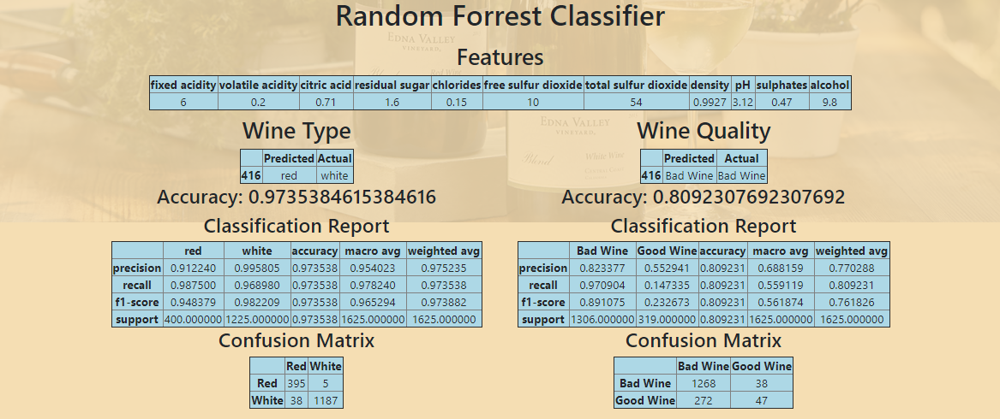 Random Forrest Classifier
Features
fixed acidity volatile acidity citric acid residual sugar chlorides free sulfur dioxide total sulfur dioxide density pH sulphates alcohol
6 0.2 0.71 1.6 0.15 10 54 0.9927 3.12 0.47 9.8
Wine Type
Predicted Actual
416 red white
Accuracy: 0.9735384615384616
Classification Report
red white accuracy macro avg weighted avg
precision 0.912240 0.995805 0.973538 0.954023 0.975235
recall 0.987500 0.968980 0.973538 0.978240 0.973538
f1-score 0.948379 0.982209 0.973538 0.965294 0.973882
support 400.000000 1225.000000 0.973538 1625.000000 1625.000000
Confusion Matrix
Red White
Red 395 5
White 38 1187
Wine Quality
Predicted Actual
416 Bad Wine Bad Wine
Accuracy: 0.8092307692307692
Classification Report
Bad Wine Good Wine accuracy macro avg weighted avg
precision 0.823377 0.552941 0.809231 0.688159 0.770288
recall 0.970904 0.147335 0.809231 0.559119 0.809231
f1-score 0.891075 0.232673 0.809231 0.561874 0.761826
support 1306.000000 319.000000 0.809231 1625.000000 1625.000000
Confusion Matrix
Bad Wine Good Wine
Bad Wine 1268 38
Good Wine 272 47
EDNA VALLEY
VINEYARD
EDNA VALLEY
VINEYARD
Blend
White Wine